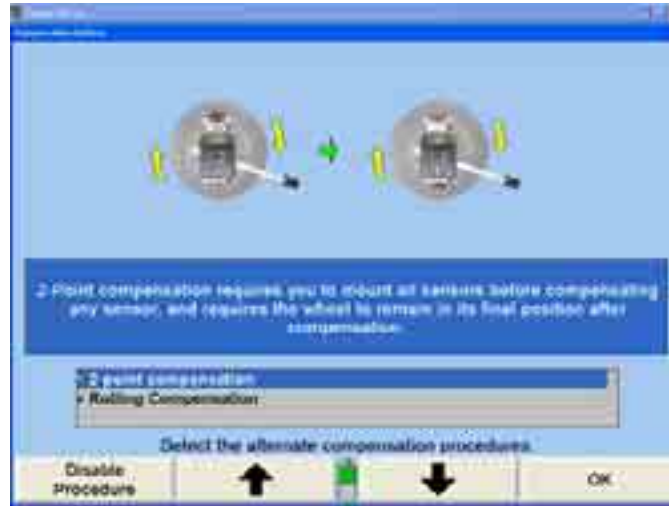 2-Point compensation requires you to mount all sensors before compensating
any sensor, and requires the wheel to remain in its final position after
compensation.
2 point compensation
Rolling Compensation
Select the alternate compensation procedures.
Disable
Procedure
OK